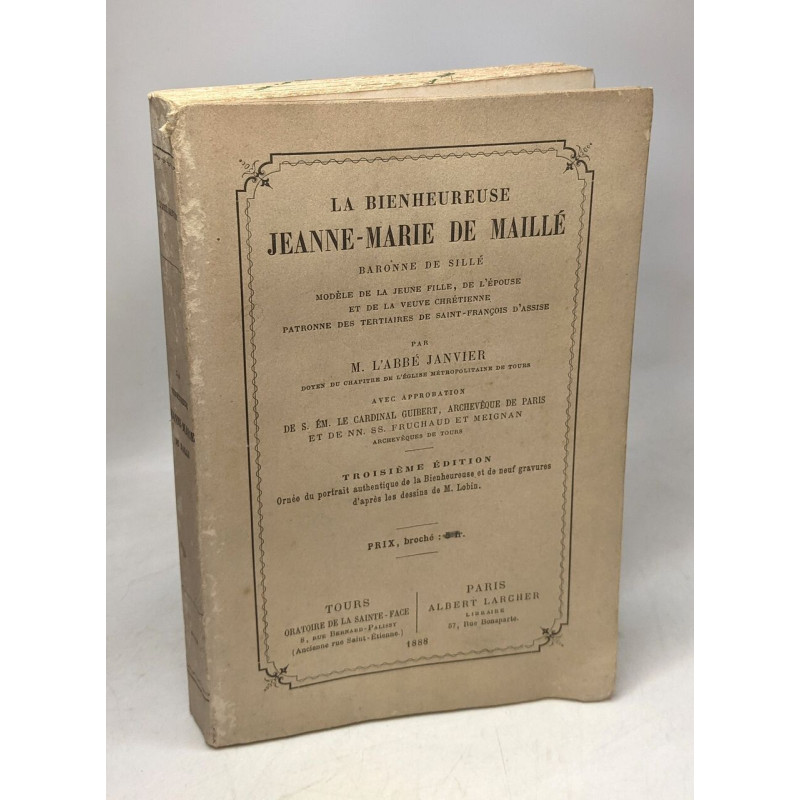 LA BIENHEUREUSE
JEANNE-MARIE DE MAILLÉ
BARONNE DE SILLÉ
MODÈLE DE LA JEUNE FILLE, DE L'ÉPOUSE
ET DE LA VEUVE CHRÉTIENNE
PATRONNE DES TERTIAIRES DE SAINT-FRANÇOIS D'ASSISE
PAR
M. L'ABBÉ JANVIER
DOYEN DU CHAPITRE DE L'ÉGLISE MÉTROPOLITAINE DE TOURS
AVEC APPROBATION
DE S. ÉM. LE CARDINAL GUIBERT, ARCHEVÊQUE DE PARIS
ET DE NN. SS. FRUCHAUD ET MEIGNAN
ARCHEVÊQUES DE TOURS
TROISIÈME ÉDITION
Ornée du portrait authentique de la Bienheureuse et de neuf gravures
d'après les dessins de M. Lobin.
PRIX, broché : fr.
TOURS
ORATOIRE DE LA SAINTE-FACE
8, RUE BERNARD-PALISSY
(Ancienne rue Saint-Étienne)
PARIS
ALBERT LARCHER
LIBRAIRE
57, Rue Bonaparte.
1888